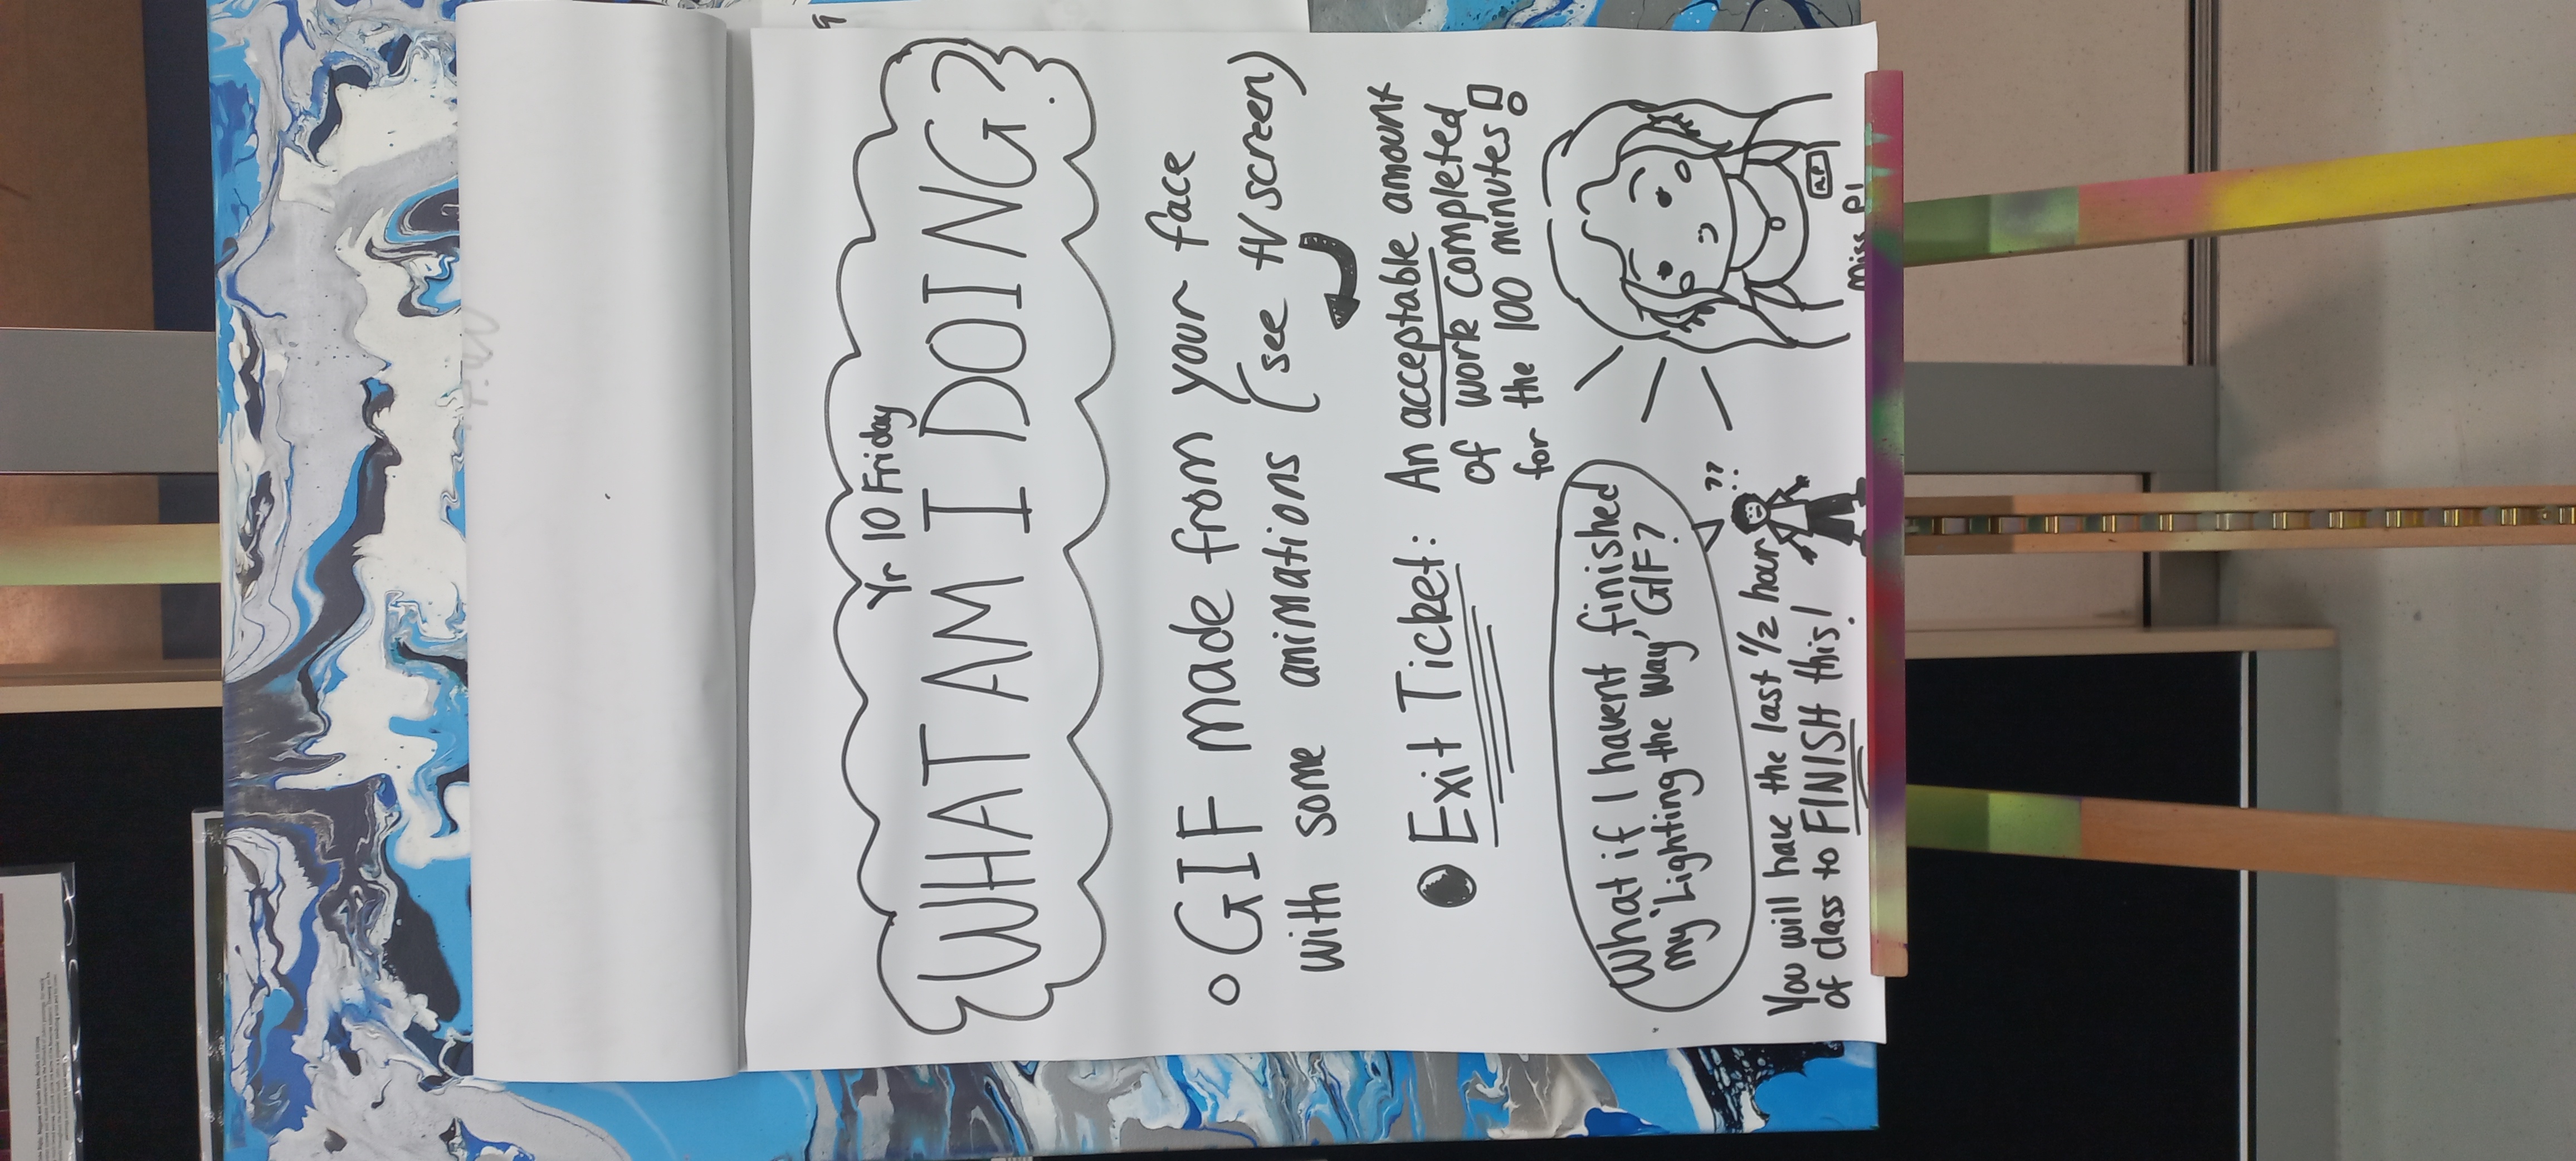 Yr 10 Friday
WHAT AM I DOING?
GIF made from your face
with some animations (see tV screen)
Exit Ticket: An acceptable amount
of work completed
for the 100 minutes!
What if I havent finished
my 'Lighting the Way' GIF?
??
You will have the last 1/2 hour
of class to FINISH this!
Miss P!